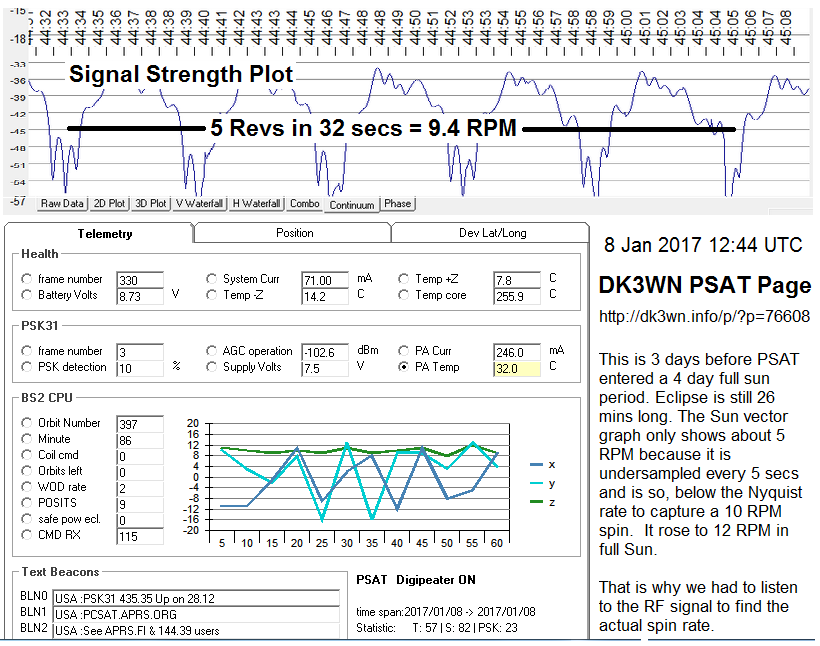 -15
44:32 44:33 44:34 44:35 44:36 44:37 44:38 44:39 44:40 44:41 44:42 44:43 44:44 44:45 44:46 44:47 44:48 44:49 44:50 44:50 44:52 44:53 44:54 44:55 44:56 44:57 44:58 44:58 44:59 45:00 45:01 45:02 45:03 45:04 45:05 45:06 45:07 45:08
-18
-33
Signal Strength Plot
-36
-39
-42
5 Revs in 32 secs = 9.4 RPM
-45
-48
-51
-54
-57
Raw Data 2D Plot 3D Plot V Waterfall H Waterfall Combo Continuum Phase
Telemetry Position Dev Lat/Long
Health
frame number 330 System Curr 71.00 mA Temp +Z 7.8 C
Battery Volts 8.73 V Temp -Z 14.2 C Temp core 255.9 C
PSK31
frame number 3 AGC operation -102.6 dBm PA Curr 246.0 mA
PSK detection 10 % Supply Volts 7.5 V PA Temp 32.0 C
BS2 CPU
Orbit Number 397
Minute 86
Coil cmd 0
Orbits left 0
WOD rate 2
POSITS 9
safe pow ecl. 0
CMD RX 115
20
16
12
8
4
0
-4
-8
-12
-16
-20
5 10 15 20 25 30 35 40 45 50 55 60
x
y
z
Text Beacons
BLN0 USA :PSK31 435.35 Up on 28.12
BLN1 USA :PCSAT.APRS.ORG
BLN2 USA :See APRS.FI & 144.39 users
PSAT Digipeater ON
time span:2017/01/08 -> 2017/01/08
Statistic: T: 57 | S: 82 | PSK: 23
8 Jan 2017 12:44 UTC
DK3WN PSAT Page
http://dk3wn.info/p/?p=76608
This is 3 days before PSAT
entered a 4 day full sun
period. Eclipse is still 26
mins long. The Sun vector
graph only shows about 5
RPM because it is
undersampled every 5 secs
and is so, below the Nyquist
rate to capture a 10 RPM
spin. It rose to 12 RPM in
full Sun.
That is why we had to listen
to the RF signal to find the
actual spin rate.